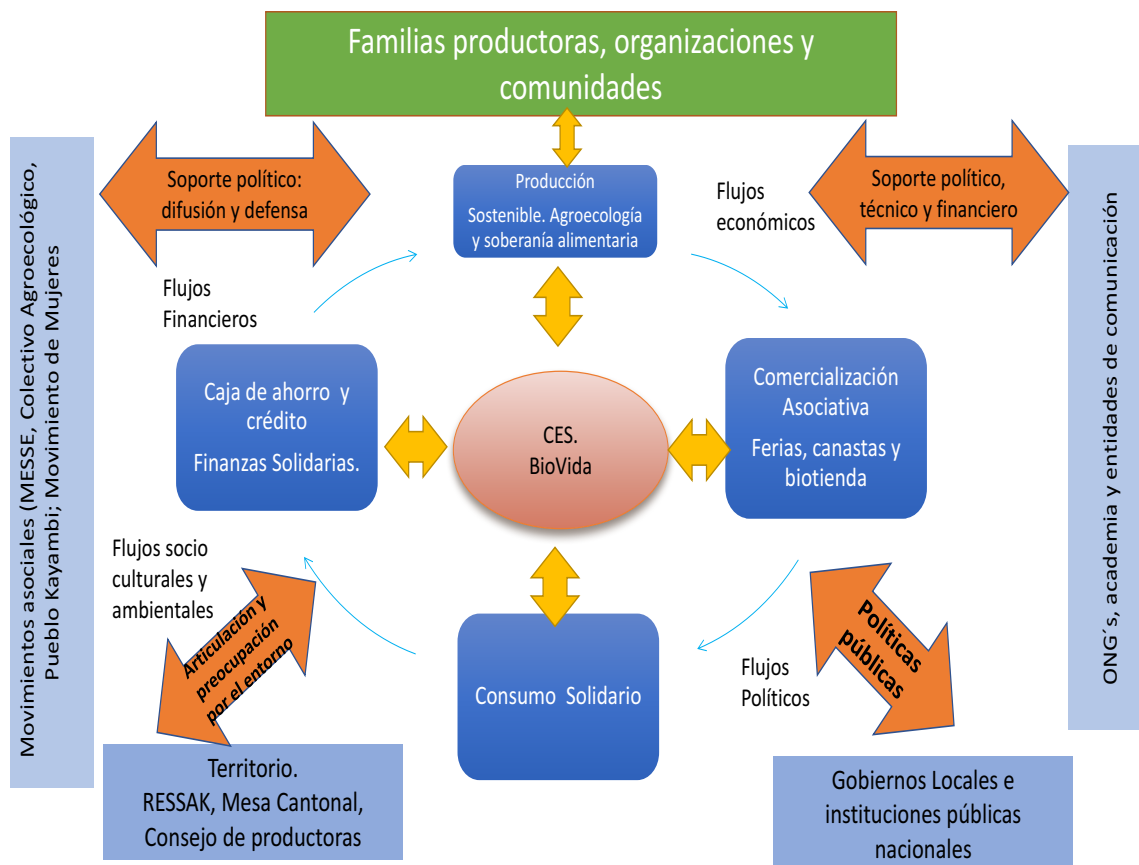 Familias productoras, organizaciones y
comunidades
Movimientos asociales (MESSE, Colectivo Agroecológico,
Pueblo Kayambi; Movimiento de Mujeres
Soporte político:
difusión y defensa
Producción
Sostenible. Agroecología
y soberanía alimentaria
Flujos
económicos
Soporte político,
técnico y financiero
ONG´s, academia y entidades de comunicación
Flujos
Financieros
Caja de ahorro y
crédito
Finanzas Solidarias.
CES.
BioVida
Comercialización
Asociativa
Ferias, canastas y
biotienda
Flujos socio
culturales y
ambientales
Articulación y
preocupación
por el entorno
Consumo Solidario
Flujos
Políticos
Políticas
públicas
Territorio.
RESSAK, Mesa Cantonal,
Consejo de productoras
Gobiernos Locales e
instituciones públicas
nacionales